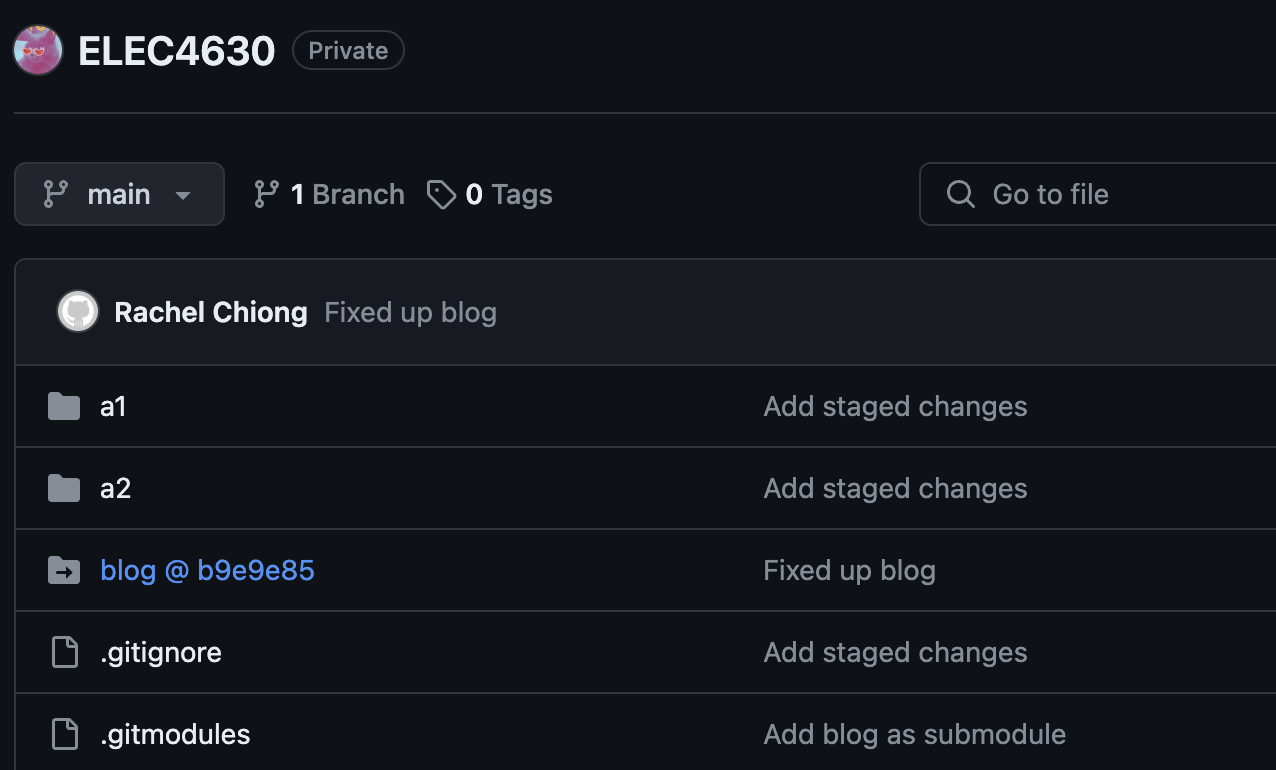 ELEC4630 Private
main 1 Branch 0 Tags Go to file
Rachel Chiong Fixed up blog
a1 Add staged changes
a2 Add staged changes
blog @ b9e9e85 Fixed up blog
.gitignore Add staged changes
.gitmodules Add blog as submodule